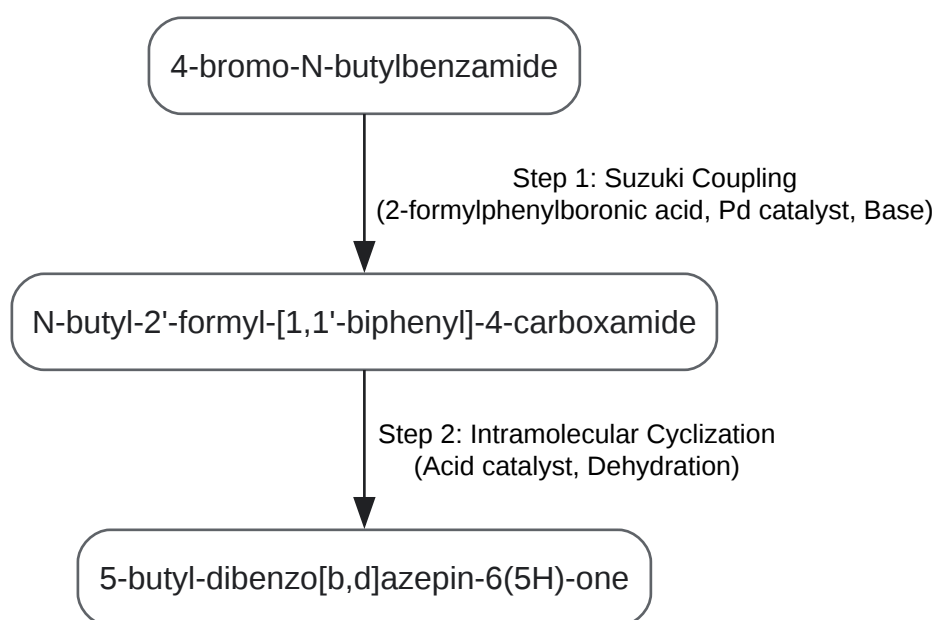 4-bromo-N-butylbenzamide
Step 1: Suzuki Coupling
(2-formylphenylboronic acid, Pd catalyst, Base)
N-butyl-2'-formyl-[1,1'-biphenyl]-4-carboxamide
Step 2: Intramolecular Cyclization
(Acid catalyst, Dehydration)
5-butyl-dibenzo[b,d]azepin-6(5H)-one